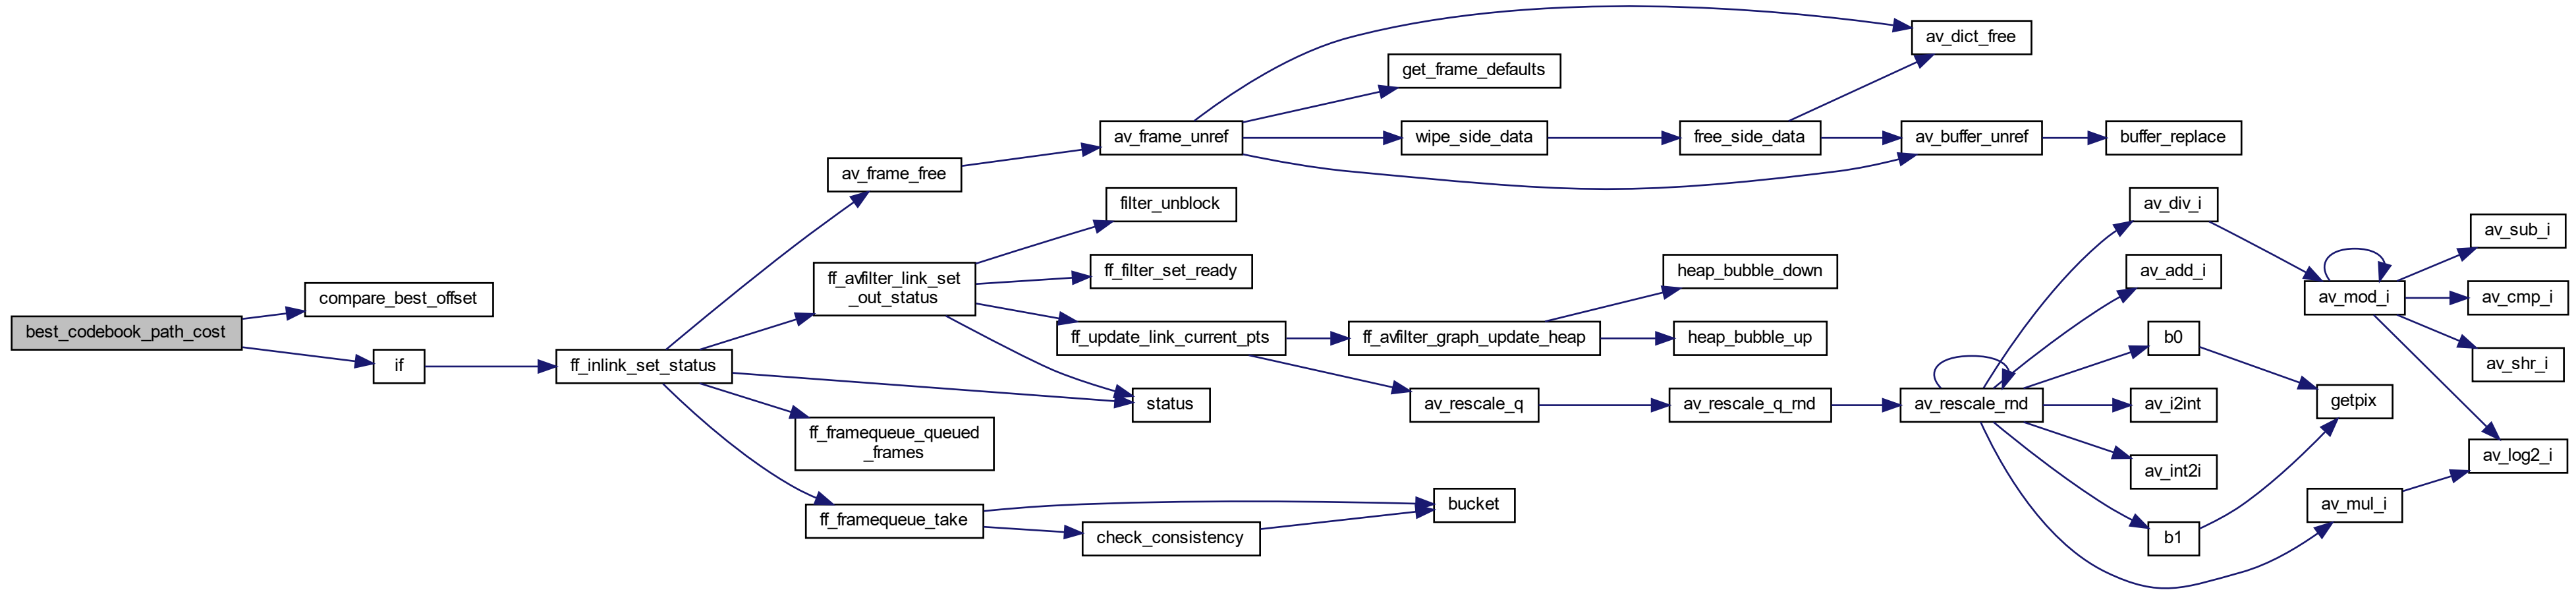 best_codebook_path_cost
compare_best_offset
if
ff_inlink_set_status
av_frame_free
ff_avfilter_link_set
_out_status
status
ff_framequeue_queued
_frames
ff_framequeue_take
av_frame_unref
filter_unblock
ff_filter_set_ready
ff_update_link_current_pts
bucket
check_consistency
av_dict_free
get_frame_defaults
wipe_side_data
free_side_data
av_buffer_unref
buffer_replace
ff_avfilter_graph_update_heap
heap_bubble_down
heap_bubble_up
av_rescale_q
av_rescale_q_rnd
av_rescale_rnd
av_div_i
av_add_i
b0
av_i2int
av_int2i
b1
av_mul_i
av_mod_i
getpix
av_sub_i
av_cmp_i
av_shr_i
av_log2_i